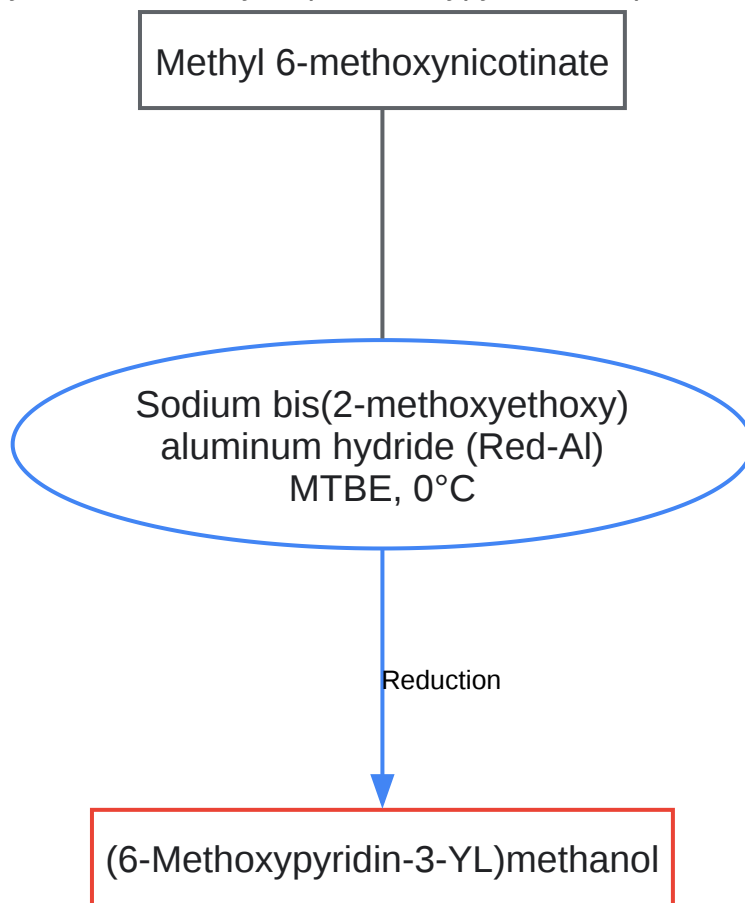 Methyl 6-methoxynicotinate
Sodium bis(2-methoxyethoxy)
aluminum hydride (Red-Al)
MTBE, 0°C
Reduction
(6-Methoxypyridin-3-YL)methanol